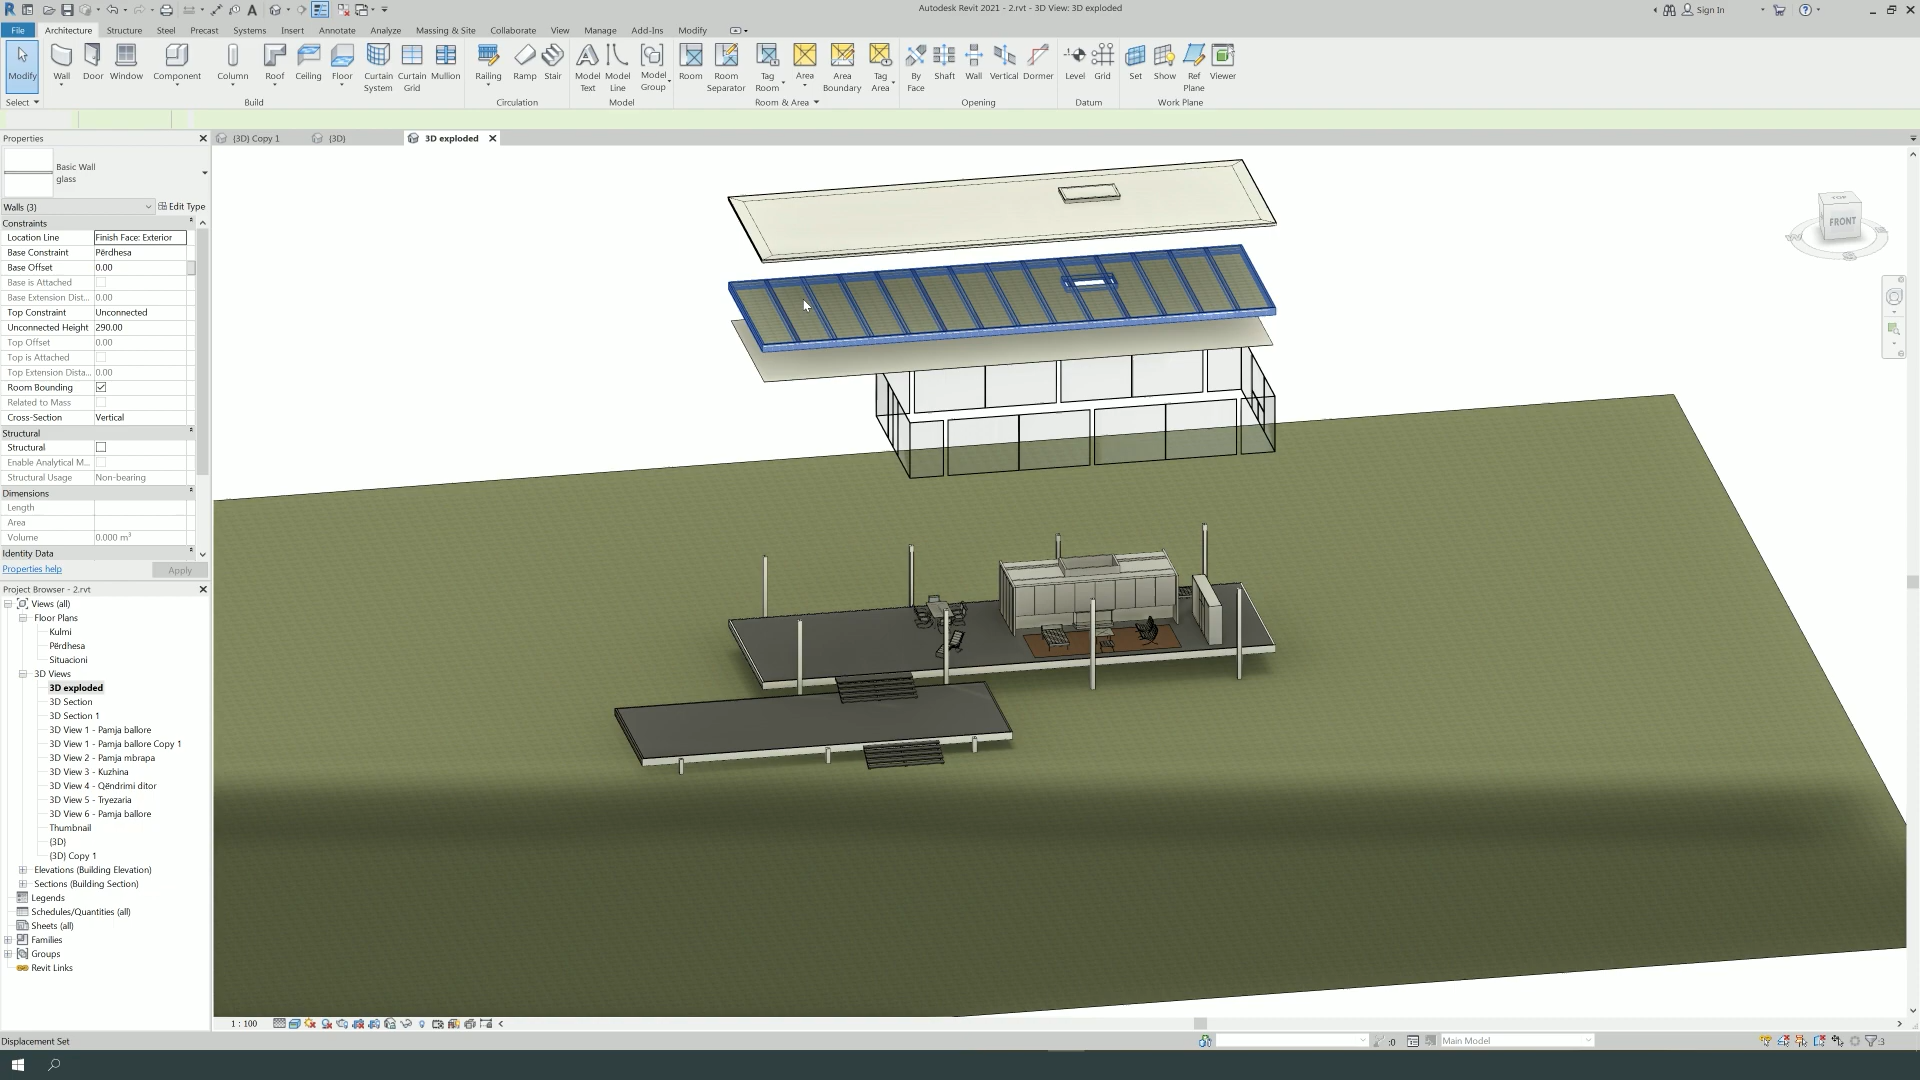 Autodesk Revit 2021 - 2.rvt - 3D View: 3D exploded
Sign In
File Architecture Structure Steel Precast Systems Insert Annotate Analyze Massing & Site Collaborate View Manage Add-Ins Modify
Modify Wall Door Window Component Column Roof Ceiling Floor Curtain System Curtain Grid Mullion Railing Ramp Stair Model Text Model Line Model Group Room Room Separator Tag Room Area Area Boundary Tag Area By Face Shaft Wall Vertical Dormer Level Grid Set Show Ref Plane Viewer
Select Build Circulation Model Room & Area Opening Datum Work Plane
Properties
(3D) Copy 1
(3D)
3D exploded
Basic Wall
glass
Walls (3)
Edit Type
Constraints
Location Line Finish Face: Exterior
Base Constraint Përdhesa
Base Offset 0.00
Base is Attached
Base Extension Dist... 0.00
Top Constraint Unconnected
Unconnected Height 290.00
Top Offset 0.00
Top is Attached
Top Extension Dista... 0.00
Room Bounding
Related to Mass
Cross-Section Vertical
Structural
Structural
Enable Analytical M...
Structural Usage Non-bearing
Dimensions
Length
Area
Volume 0.000 m³
Identity Data
Properties help
Apply
TOP
FRONT
Project Browser - 2.rvt
Views (all)
Floor Plans
Kulmi
Përdhesa
Situacioni
3D Views
3D exploded
3D Section
3D Section 1
3D View 1 - Pamja ballore
3D View 1 - Pamja ballore Copy 1
3D View 2 - Pamja mbrapa
3D View 3 - Kuzhina
3D View 4 - Qëndrimi ditor
3D View 5 - Tryezaria
3D View 6 - Pamja ballore
Thumbnail
{3D}
{3D} Copy 1
Elevations (Building Elevation)
Sections (Building Section)
Legends
Schedules/Quantities (all)
Sheets (all)
Families
Groups
Revit Links
1 : 100
Displacement Set
:0
Main Model
:3